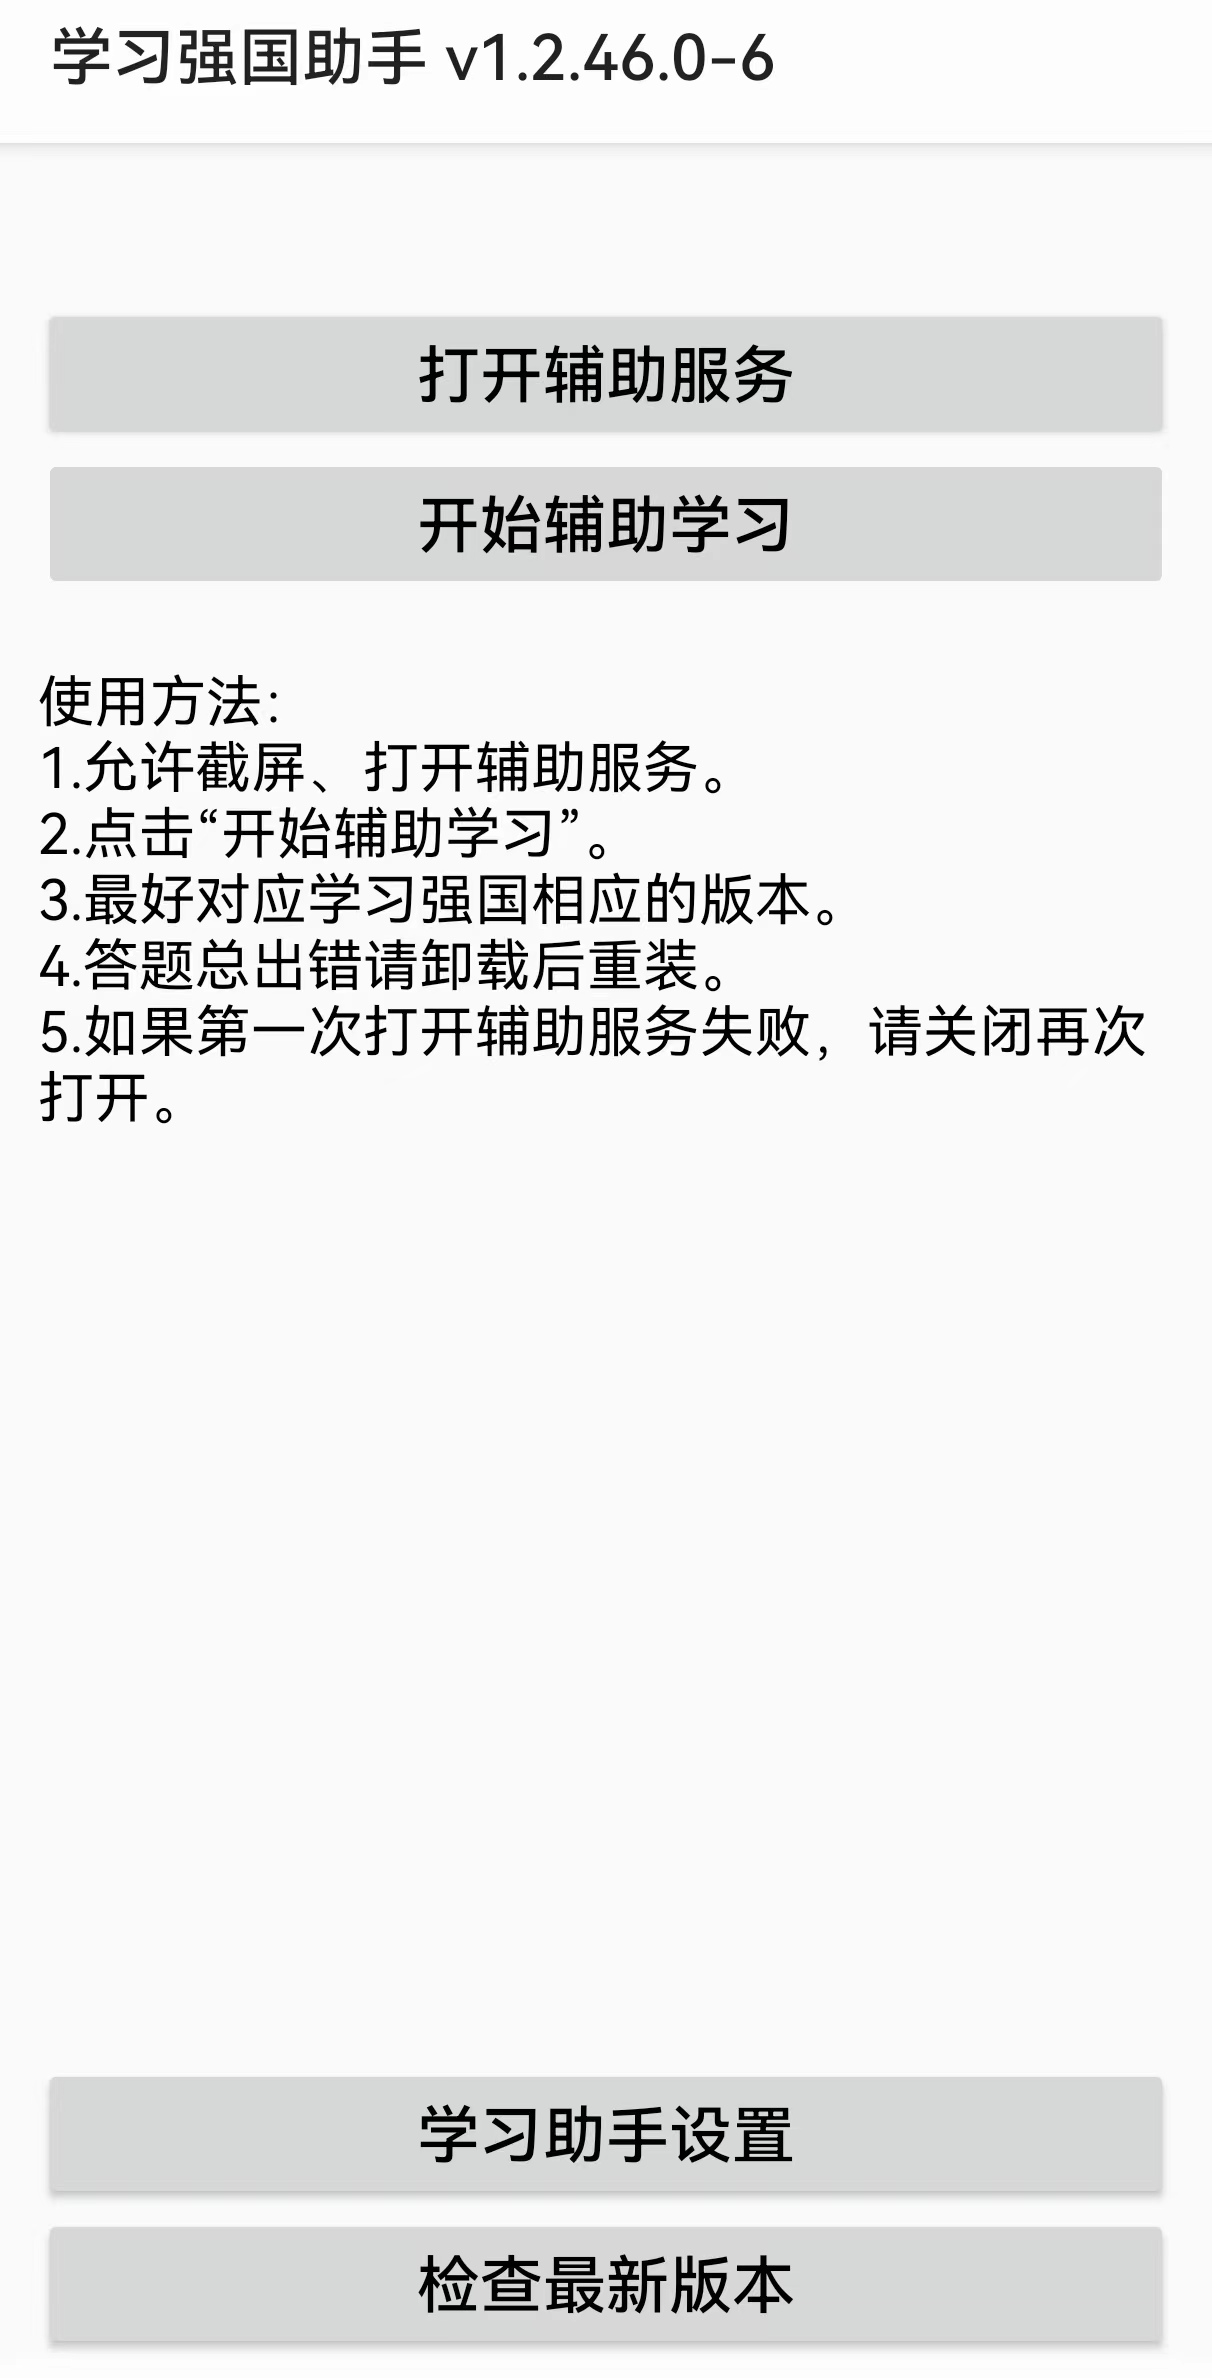 学习强国助手 v1.2.46.0-6
打开辅助服务
开始辅助学习
使用方法：
1.允许截屏、打开辅助服务。
2.点击“开始辅助学习”。
3.最好对应学习强国相应的版本。
4.答题总出错请卸载后重装。
5.如果第一次打开辅助服务失败，请关闭再次
打开。
学习助手设置
检查最新版本